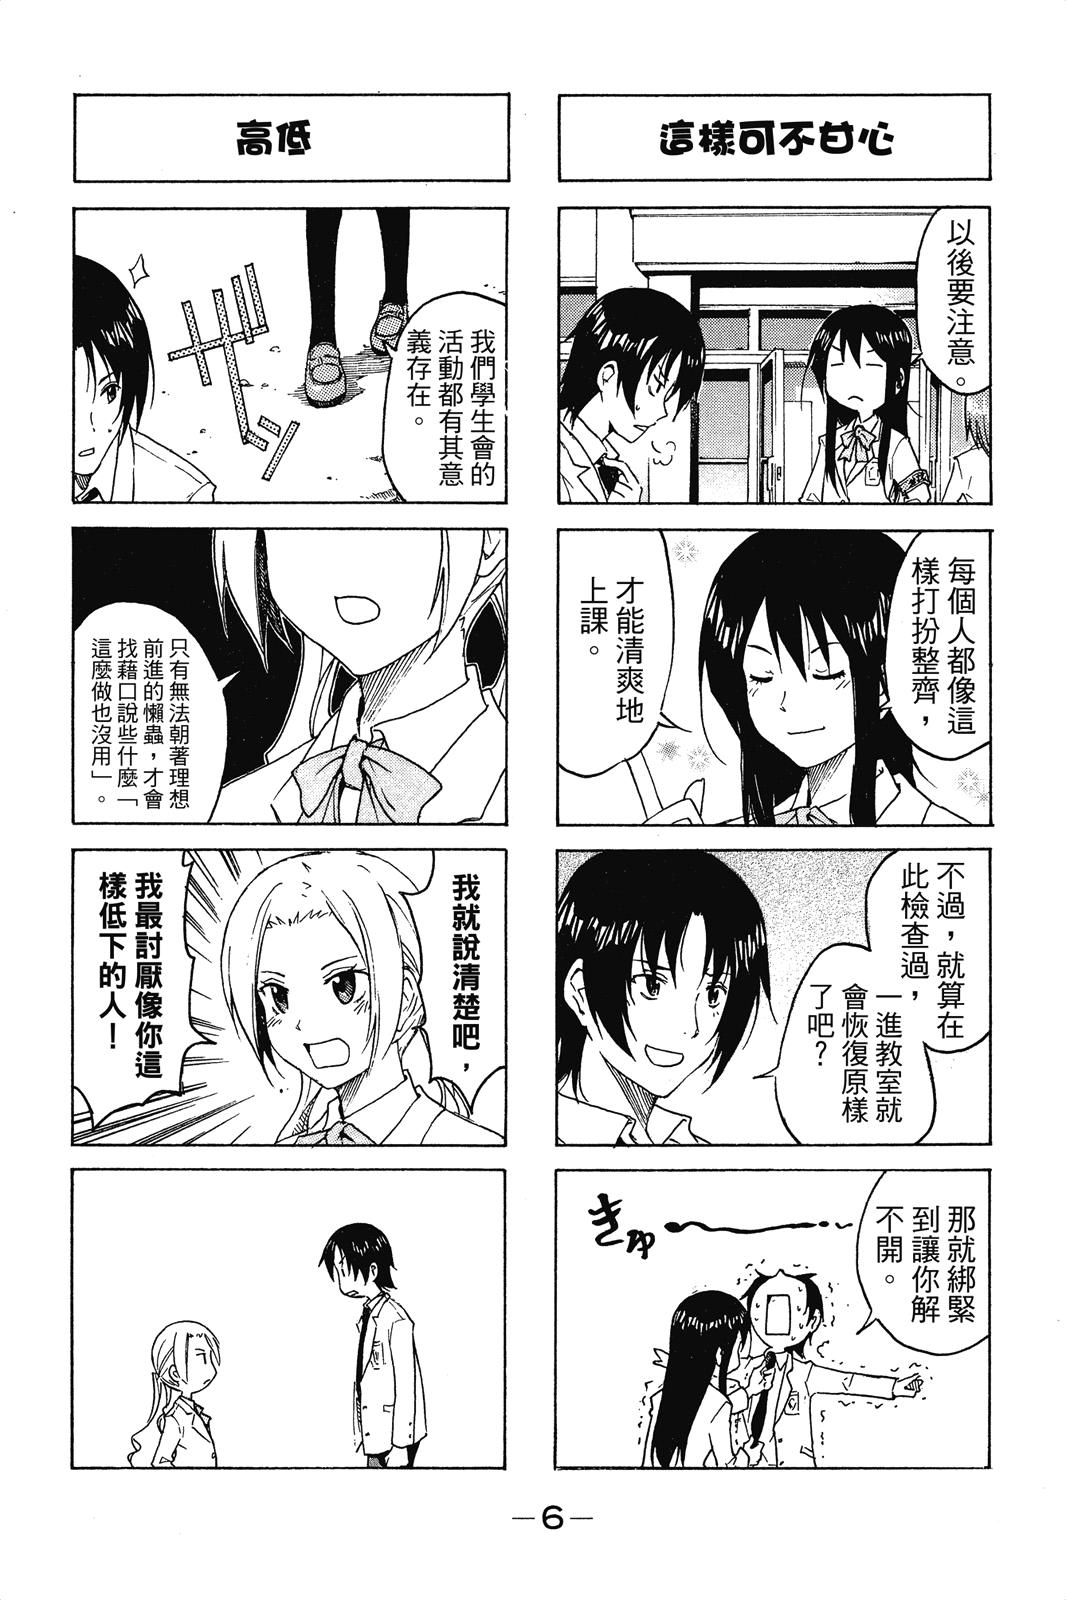 這樣可不甘心
以後要注意。
每個人都像這
樣打扮整齊，
才能清爽地
上課。
不過，就算在
此檢查過，
一進教室就
會恢復原樣
了吧？
那就綁緊
到讓你解
不開。
きゅ
高低
ザッ
我們學生會的
活動都有其意
義存在。
只有無法朝著理想
前進的懶蟲，才會
找藉口說些什麼「
這麼做也沒用」。
我就說清楚吧，
我最討厭像你這
樣低下的人！
—6—